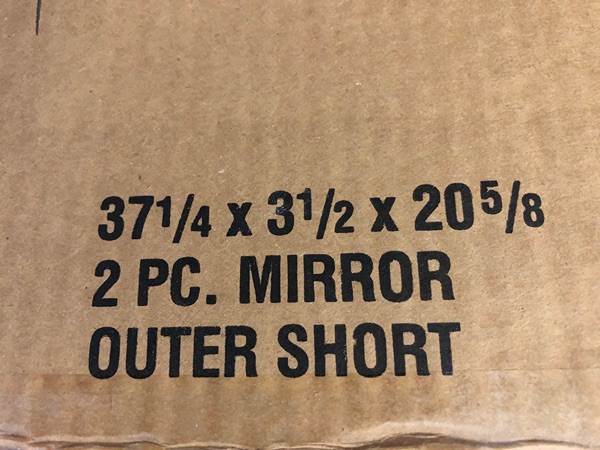 37 1/4 x 3 1/2 x 20 5/8
2 PC. MIRROR
OUTER SHORT